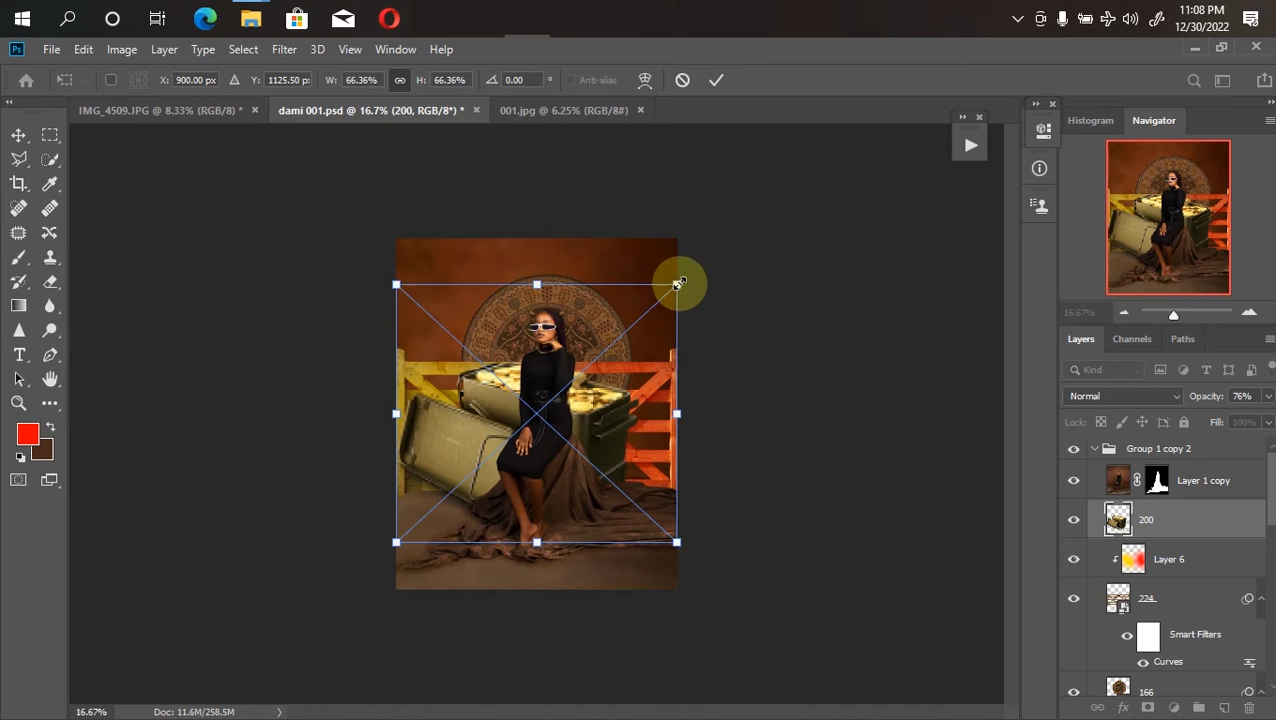 11:08 PM
12/30/2022
Ps File Edit Image Layer Type Select Filter 3D View Window Help
X: 900.00 px Y: 1125.50 px W: 66.36% H: 66.36% 0.00 ° Anti-alias
IMG_4509.JPG @ 8.33% (RGB/8) * dami 001.psd @ 16.7% (200, RGB/8*) * 001.jpg @ 6.25% (RGB/8#)
Histogram Navigator
16.67%
Layers Channels Paths
Kind
Normal Opacity: 76%
Lock: Fill: 100%
Group 1 copy 2
Layer 1 copy
200
Layer 6
224
Smart Filters
Curves
166
16.67% Doc: 11.6M/258.5M